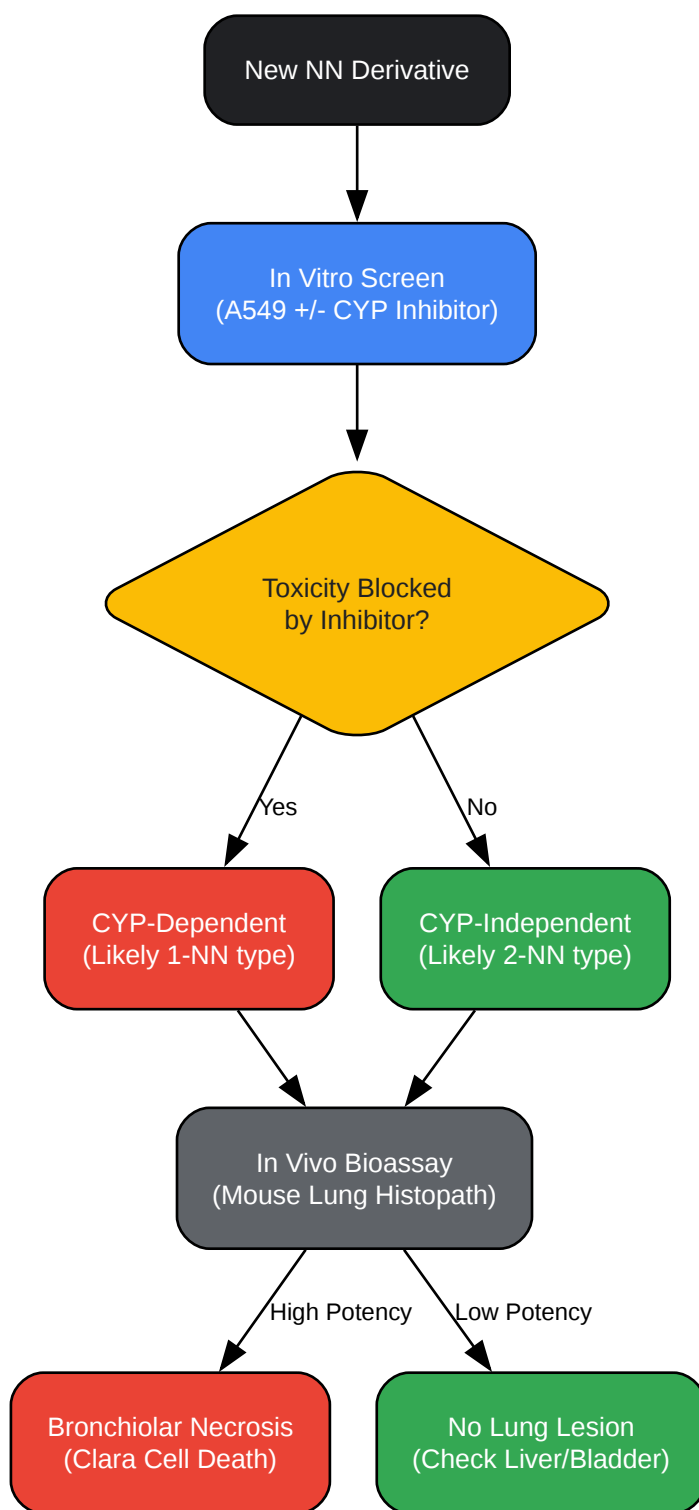 New NN Derivative
In Vitro Screen
(A549 +/- CYP Inhibitor)
Toxicity Blocked
by Inhibitor?
Yes
No
CYP-Dependent
(Likely 1-NN type)
CYP-Independent
(Likely 2-NN type)
In Vivo Bioassay
(Mouse Lung Histopath)
High Potency
Low Potency
Bronchiolar Necrosis
(Clara Cell Death)
No Lung Lesion
(Check Liver/Bladder)